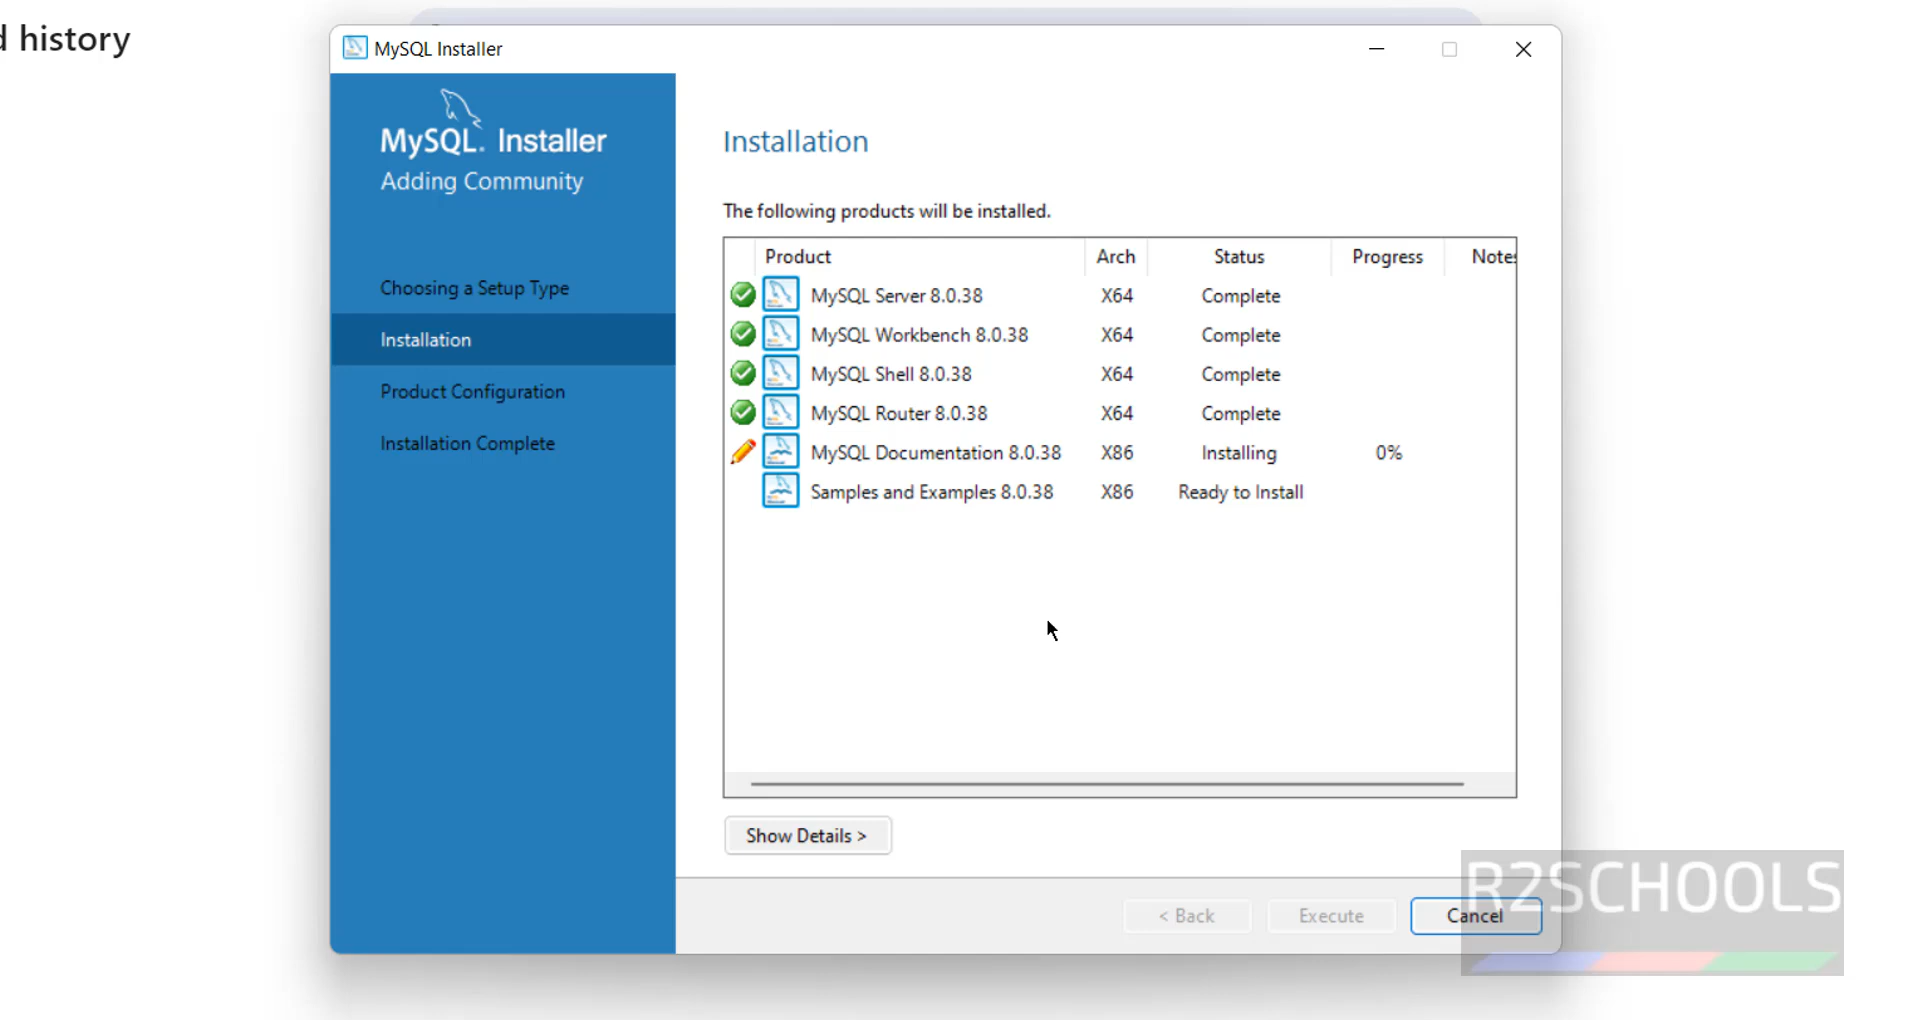 d history
MySQL Installer
MySQL. Installer
Adding Community
Choosing a Setup Type
Installation
Product Configuration
Installation Complete
Installation
The following products will be installed.
Product Arch Status Progress Notes
MySQL Server 8.0.38 X64 Complete
MySQL Workbench 8.0.38 X64 Complete
MySQL Shell 8.0.38 X64 Complete
MySQL Router 8.0.38 X64 Complete
MySQL Documentation 8.0.38 X86 Installing 0%
Samples and Examples 8.0.38 X86 Ready to Install
Show Details >
< Back Execute Cancel
R2SCHOOLS